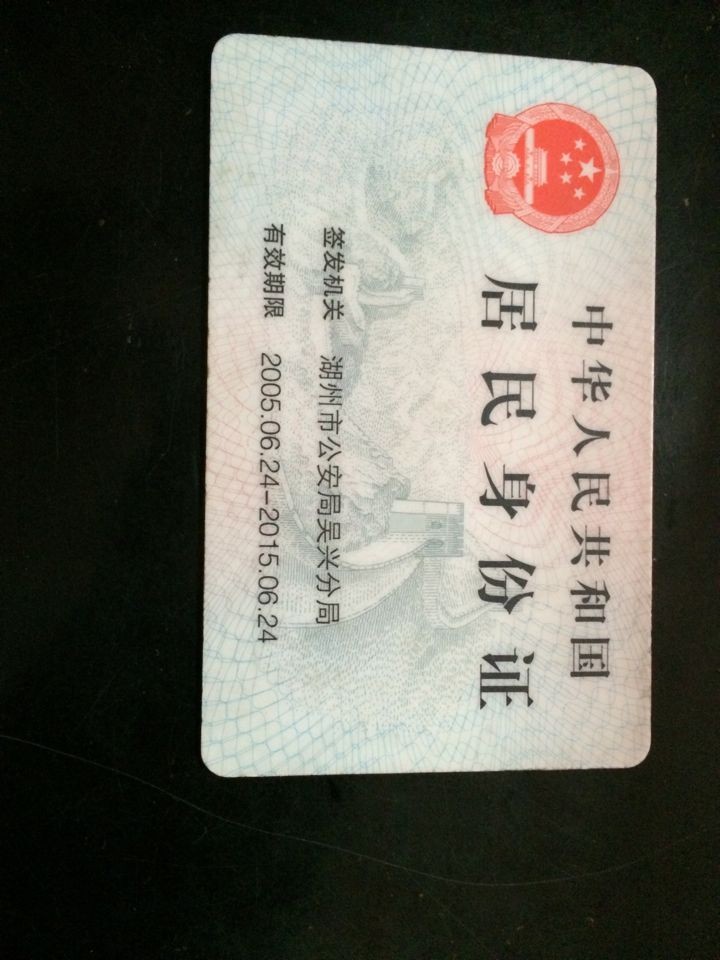 中华人民共和国
居民身份证
签发机关 湖州市公安局吴兴分局
有效期限 2005.06.24-2015.06.24